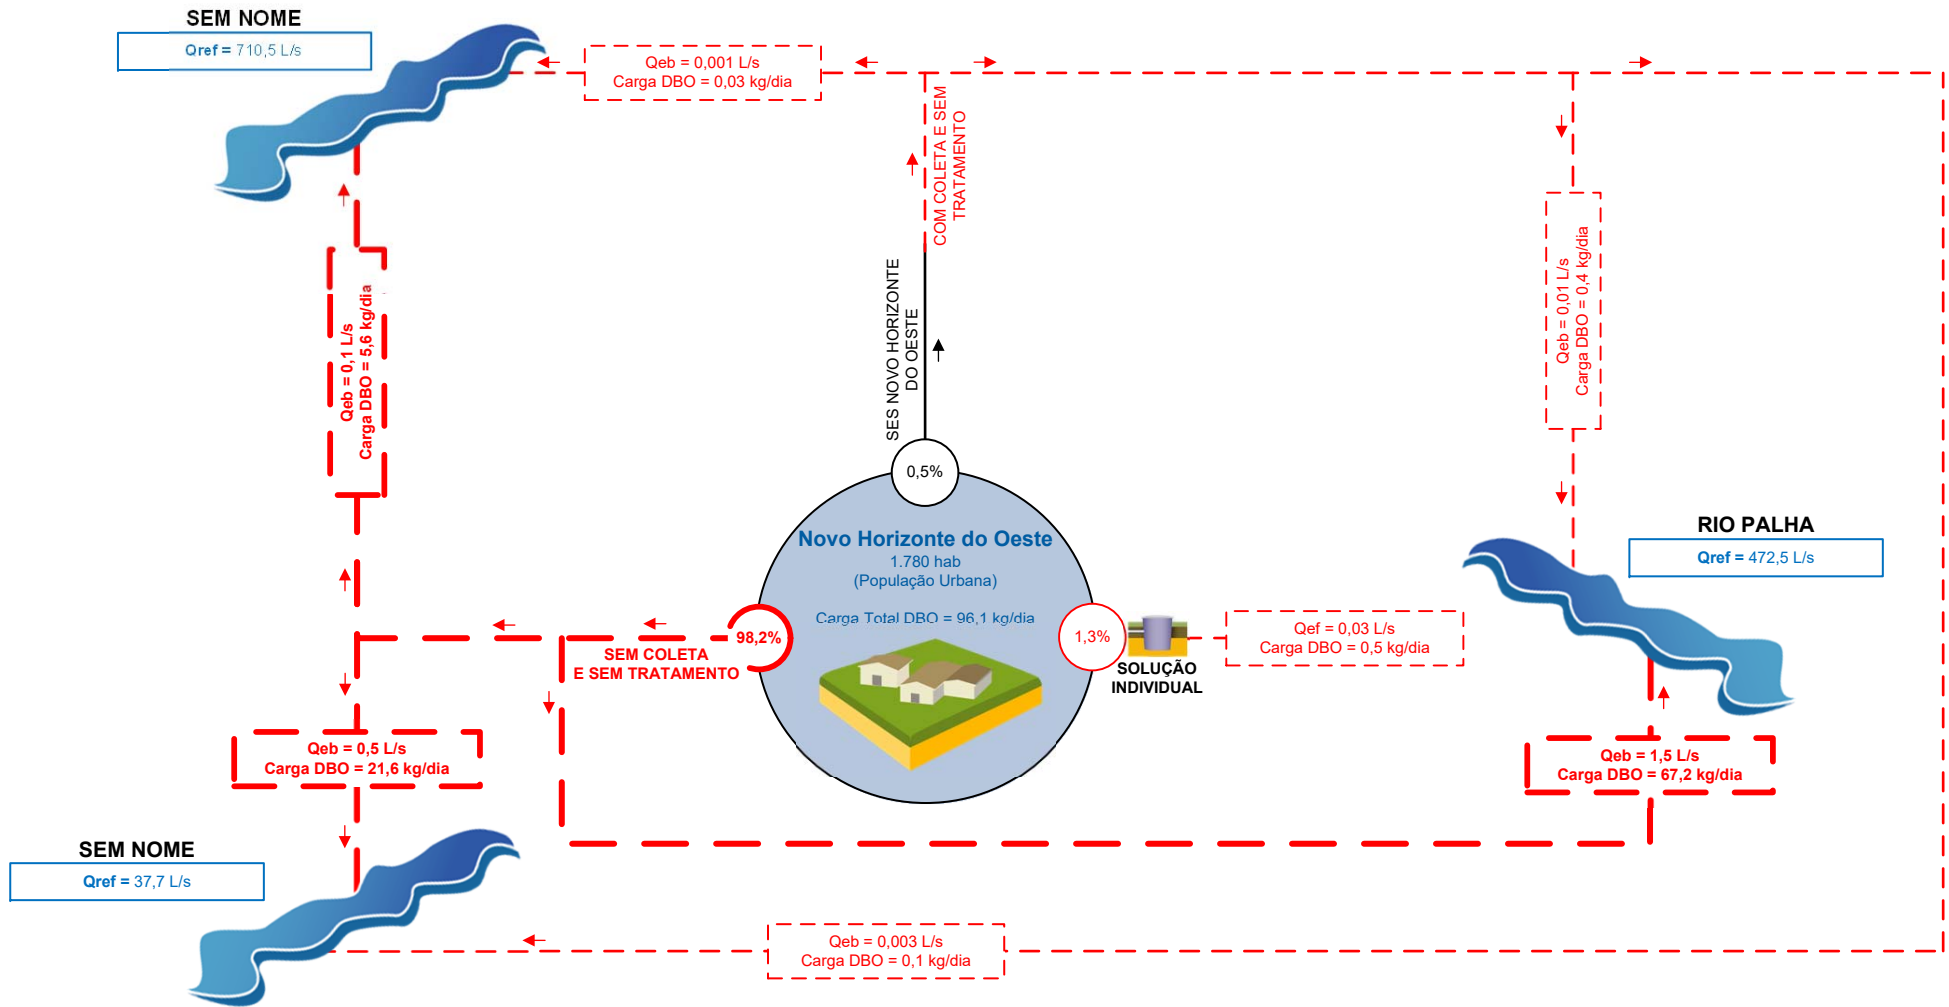 SEM NOME
Qref = 710,5 L/s
Qeb = 0,001 L/s
Carga DBO = 0,03 kg/dia
COM COLETA E SEM
TRATAMENTO
Qeb = 0,1 L/s
Carga DBO = 5,6 kg/dia
SES NOVO HORIZONTE
DO OESTE
Qeb = 0,01 L/s
Carga DBO = 0,4 kg/dia
0,5%
Novo Horizonte do Oeste
1.780 hab
(População Urbana)
Carga Total DBO = 96,1 kg/dia
RIO PALHA
Qref = 472,5 L/s
98,2%
SEM COLETA
E SEM TRATAMENTO
1,3%
SOLUÇÃO
INDIVIDUAL
Qef = 0,03 L/s
Carga DBO = 0,5 kg/dia
Qeb = 0,5 L/s
Carga DBO = 21,6 kg/dia
Qeb = 1,5 L/s
Carga DBO = 67,2 kg/dia
SEM NOME
Qref = 37,7 L/s
Qeb = 0,003 L/s
Carga DBO = 0,1 kg/dia